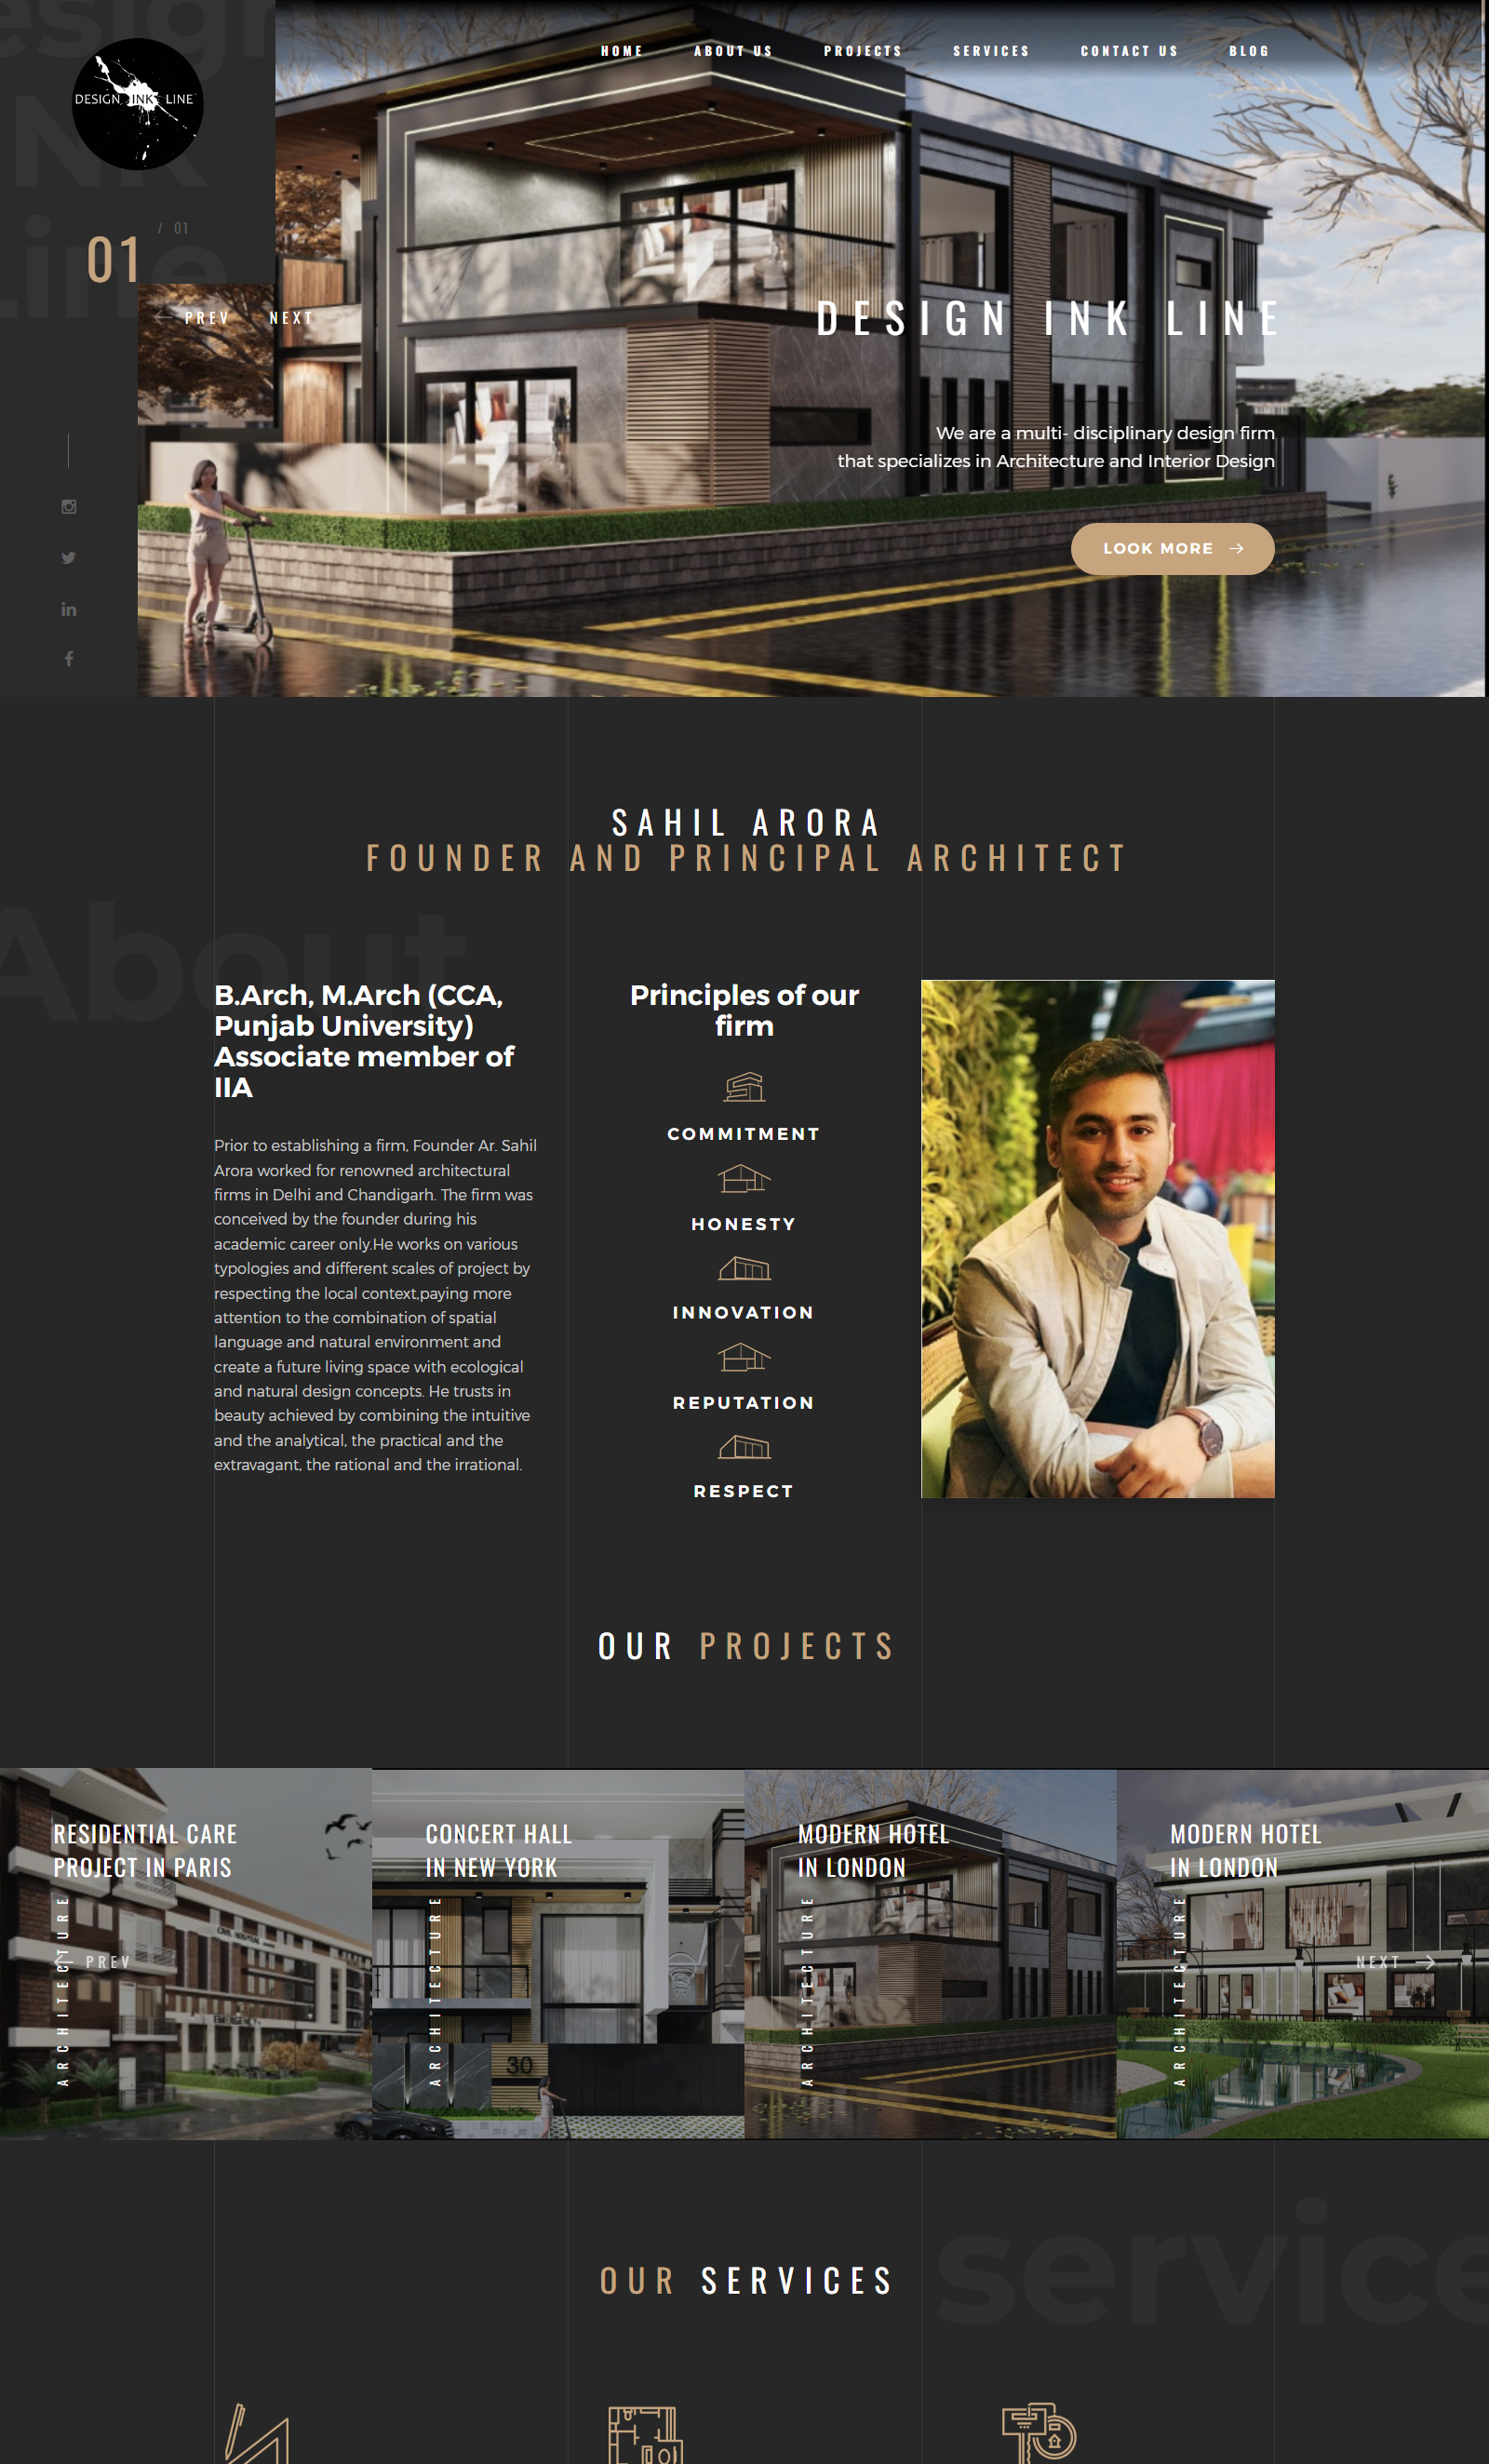 esign
INK
Line
DESIGN INK LINE
HOME ABOUT US PROJECTS SERVICES CONTACT US BLOG
01 / 01
PREV NEXT
DESIGN INK LINE
We are a multi- disciplinary design firm
that specializes in Architecture and Interior Design
LOOK MORE
SAHIL ARORA
FOUNDER AND PRINCIPAL ARCHITECT
About
B.Arch, M.Arch (CCA,
Punjab University)
Associate member of
IIA
Prior to establishing a firm, Founder Ar. Sahil
Arora worked for renowned architectural
firms in Delhi and Chandigarh. The firm was
conceived by the founder during his
academic career only.He works on various
typologies and different scales of project by
respecting the local context,paying more
attention to the combination of spatial
language and natural environment and
create a future living space with ecological
and natural design concepts. He trusts in
beauty achieved by combining the intuitive
and the analytical, the practical and the
extravagant, the rational and the irrational.
Principles of our
firm
COMMITMENT
HONESTY
INNOVATION
REPUTATION
RESPECT
OUR PROJECTS
RESIDENTIAL CARE
PROJECT IN PARIS
ARCHITECTURE
PREV
CONCERT HALL
IN NEW YORK
ARCHITECTURE
30
MODERN HOTEL
IN LONDON
ARCHITECTURE
MODERN HOTEL
IN LONDON
ARCHITECTURE
NEXT
service
OUR SERVICES